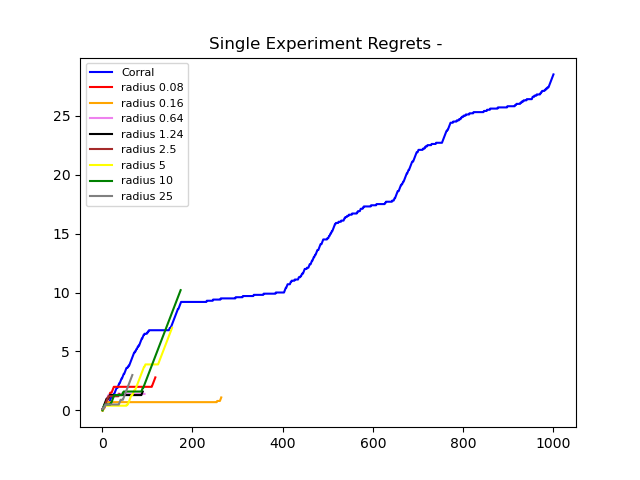 Single Experiment Regrets -
Corral
radius 0.08
radius 0.16
radius 0.64
radius 1.24
radius 2.5
radius 5
radius 10
radius 25
25
20
15
10
5
0
0 200 400 600 800 1000